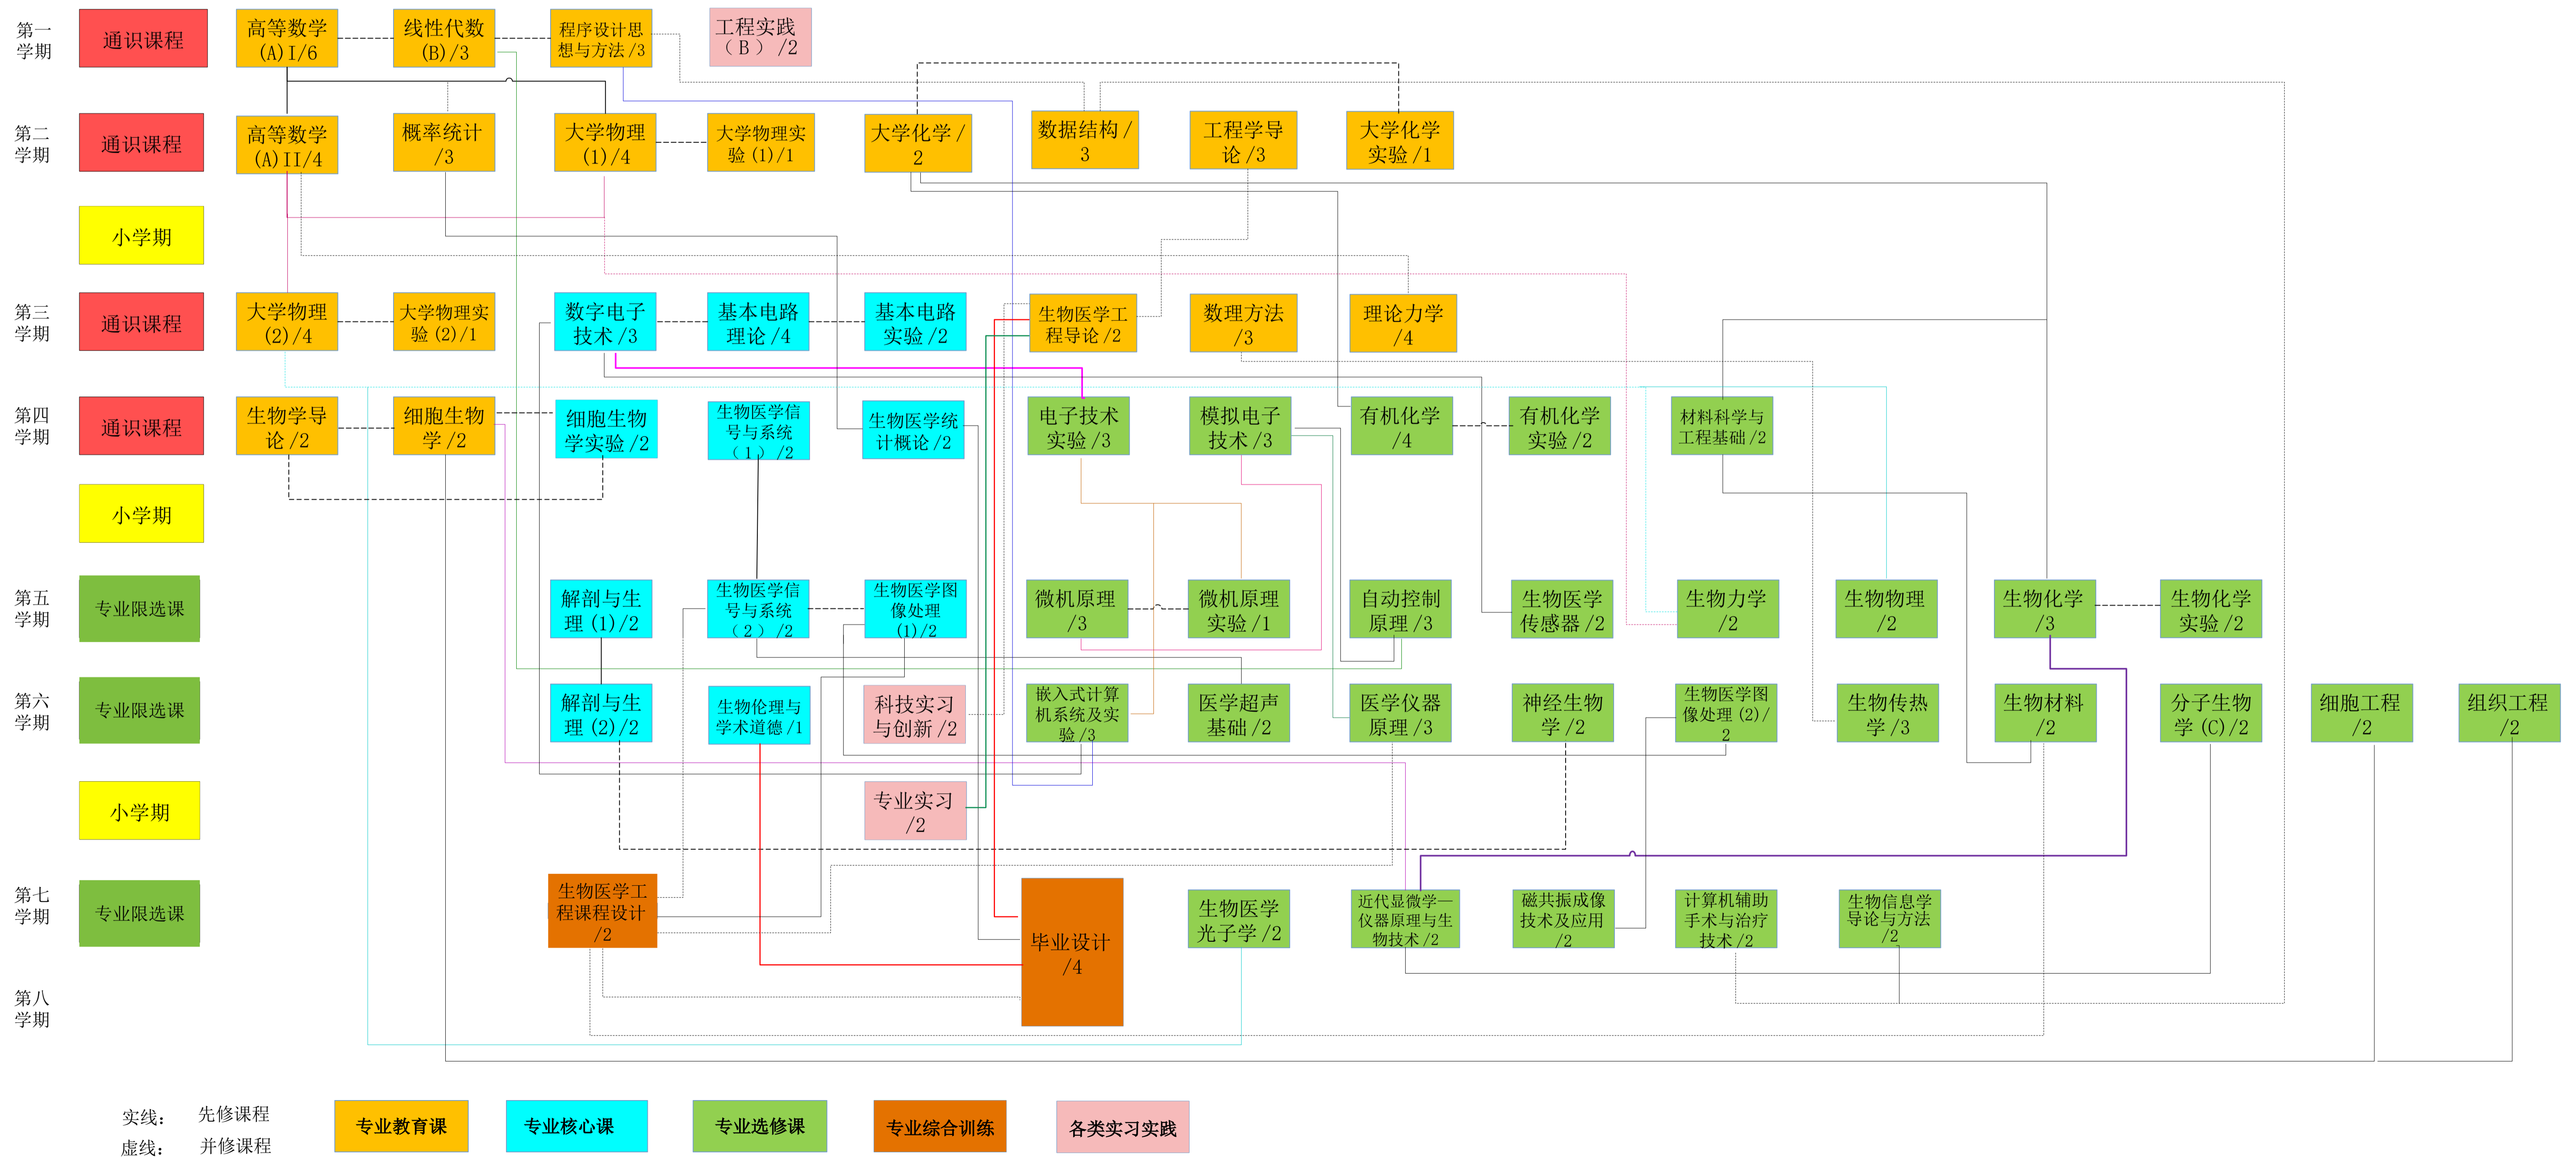 第一
学期
通识课程
高等数学
(A)I/6
线性代数
(B)/3
程序设计思
想与方法/3
工程实践
（B）/2
第二
学期
通识课程
高等数学
(A)II/4
概率统计
/3
大学物理
(1)/4
大学物理实
验(1)/1
大学化学/
2
数据结构/
3
工程学导
论/3
大学化学
实验/1
小学期
第三
学期
通识课程
大学物理
(2)/4
大学物理实
验(2)/1
数字电子
技术/3
基本电路
理论/4
基本电路
实验/2
生物医学工
程导论/2
数理方法
/3
理论力学
/4
第四
学期
通识课程
生物学导
论/2
细胞生物
学/2
细胞生物
学实验/2
生物医学信
号与系统
（1）/2
生物医学统
计概论/2
电子技术
实验/3
模拟电子
技术/3
有机化学
/4
有机化学
实验/2
材料科学与
工程基础/2
小学期
第五
学期
专业限选课
解剖与生
理(1)/2
生物医学信
号与系统
（2）/2
生物医学图
像处理
(1)/2
微机原理
/3
微机原理
实验/1
自动控制
原理/3
生物医学
传感器/2
生物力学
/2
生物物理
/2
生物化学
/3
生物化学
实验/2
第六
学期
专业限选课
解剖与生
理(2)/2
生物伦理与
学术道德/1
科技实习
与创新/2
嵌入式计算
机系统及实
验/3
医学超声
基础/2
医学仪器
原理/3
神经生物
学/2
生物医学图
像处理(2)/
2
生物传热
学/3
生物材料
/2
分子生物
学(C)/2
细胞工程
/2
组织工程
/2
小学期
专业实习
/2
第七
学期
专业限选课
生物医学工
程课程设计
/2
毕业设计
/4
生物医学
光子学/2
近代显微学—
仪器原理与生
物技术/2
磁共振成像
技术及应用
/2
计算机辅助
手术与治疗
技术/2
生物信息学
导论与方法
/2
第八
学期
实线： 先修课程
虚线： 并修课程
专业教育课
专业核心课
专业选修课
专业综合训练
各类实习实践